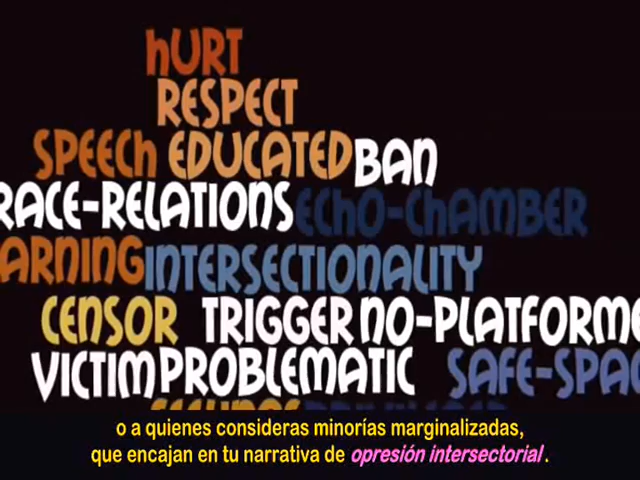 hURT
RESPECT
SPEECh EDUCATED BAN
RACE-RELATIONS EChO-ChAMBER
ARNING INTERSECTIONALITY
CENSOR TRIGGER NO-PLATFORME
VICTIM PROBLEMATIC SAFE-SPAC
o a quienes consideras minorías marginalizadas,
que encajan en tu narrativa de opresión intersectorial.